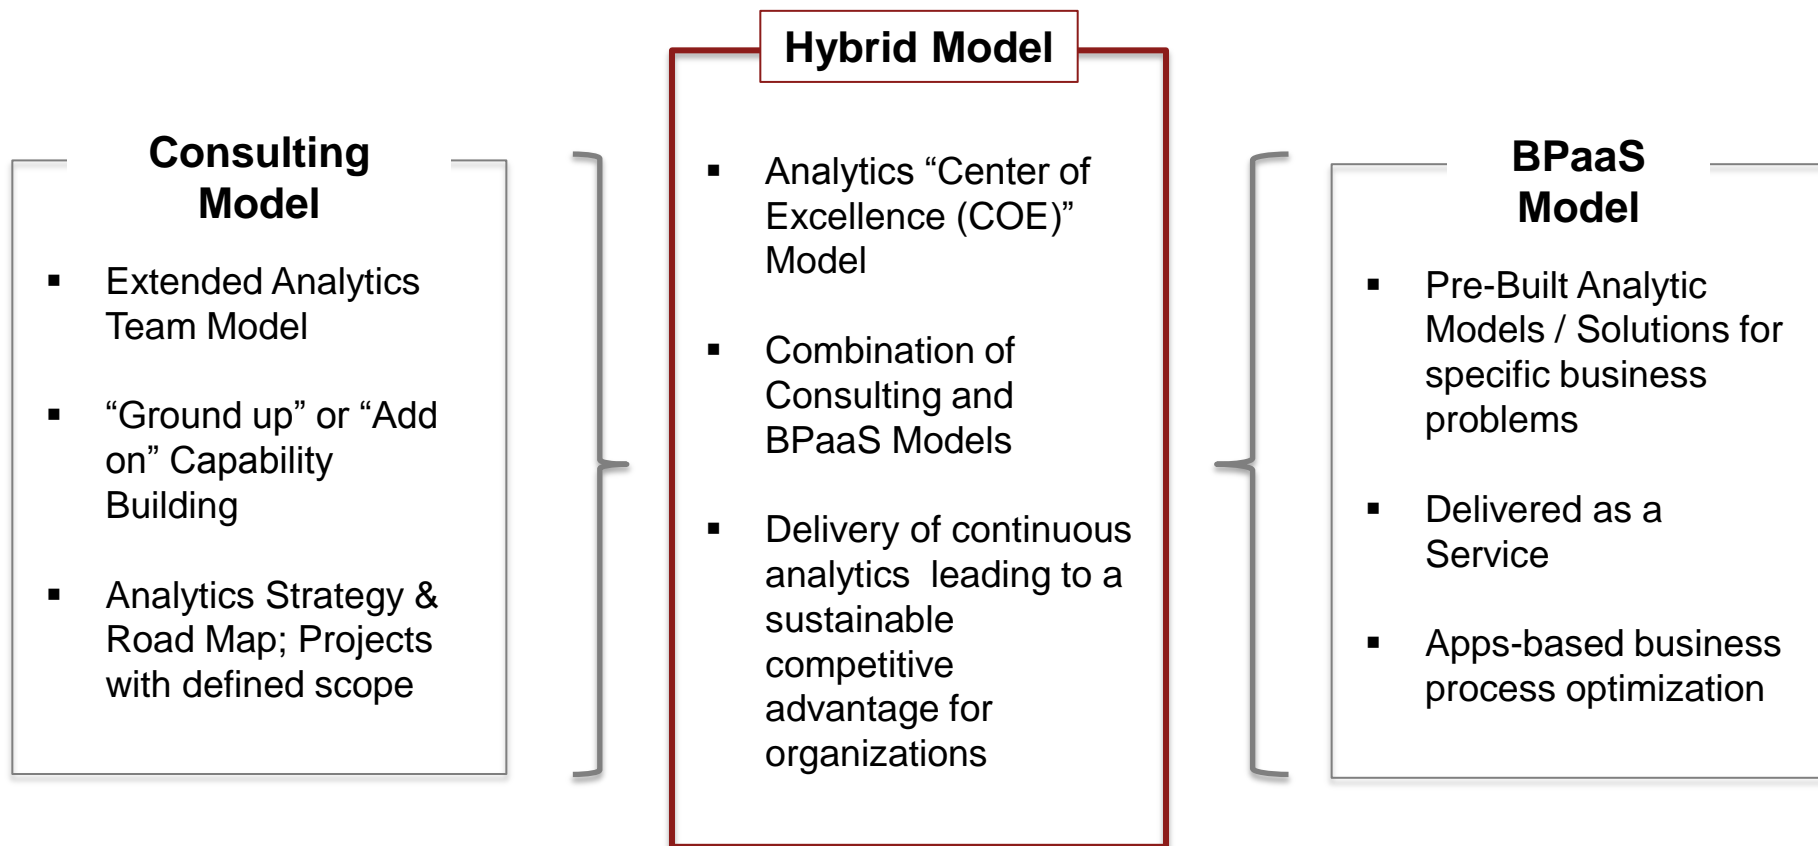 Hybrid Model
▪ Analytics “Center of
Excellence (COE)”
Model
▪ Combination of
Consulting and
BPaaS Models
▪ Delivery of continuous
analytics  leading to a
sustainable
competitive
advantage for
organizations
Consulting
Model
▪ Extended Analytics
Team Model
▪ “Ground up” or “Add
on” Capability
Building
▪ Analytics Strategy &
Road Map; Projects
with defined scope
BPaaS
Model
▪ Pre-Built Analytic
Models / Solutions for
specific business
problems
▪ Delivered as a
Service
▪ Apps-based business
process optimization